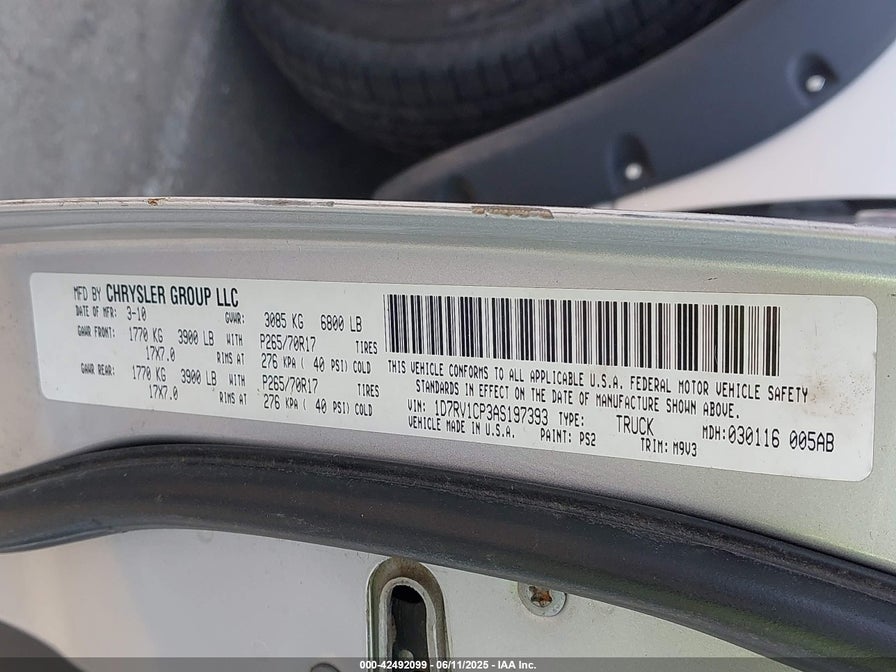 MFD BY CHRYSLER GROUP LLC
DATE OF MFR: 3-10 GVWR: 3085 KG 6800 LB
GAWR FRONT: 1770 KG 3900 LB WITH P265/70R17 TIRES
17X7.0 RIMS AT 276 KPA ( 40 PSI) COLD
GAWR REAR: 1770 KG 3900 LB WITH P265/70R17 TIRES
17X7.0 RIMS AT 276 KPA ( 40 PSI) COLD
THIS VEHICLE CONFORMS TO ALL APPLICABLE U.S.A. FEDERAL MOTOR VEHICLE SAFETY
STANDARDS IN EFFECT ON THE DATE OF MANUFACTURE SHOWN ABOVE.
VIN: 1D7RV1CP3AS197393 TYPE: TRUCK MDH: 030116 005AB
VEHICLE MADE IN U.S.A. PAINT: PS2 TRIM: M9V3
000-42492099 - 06/11/2025 - IAA Inc.